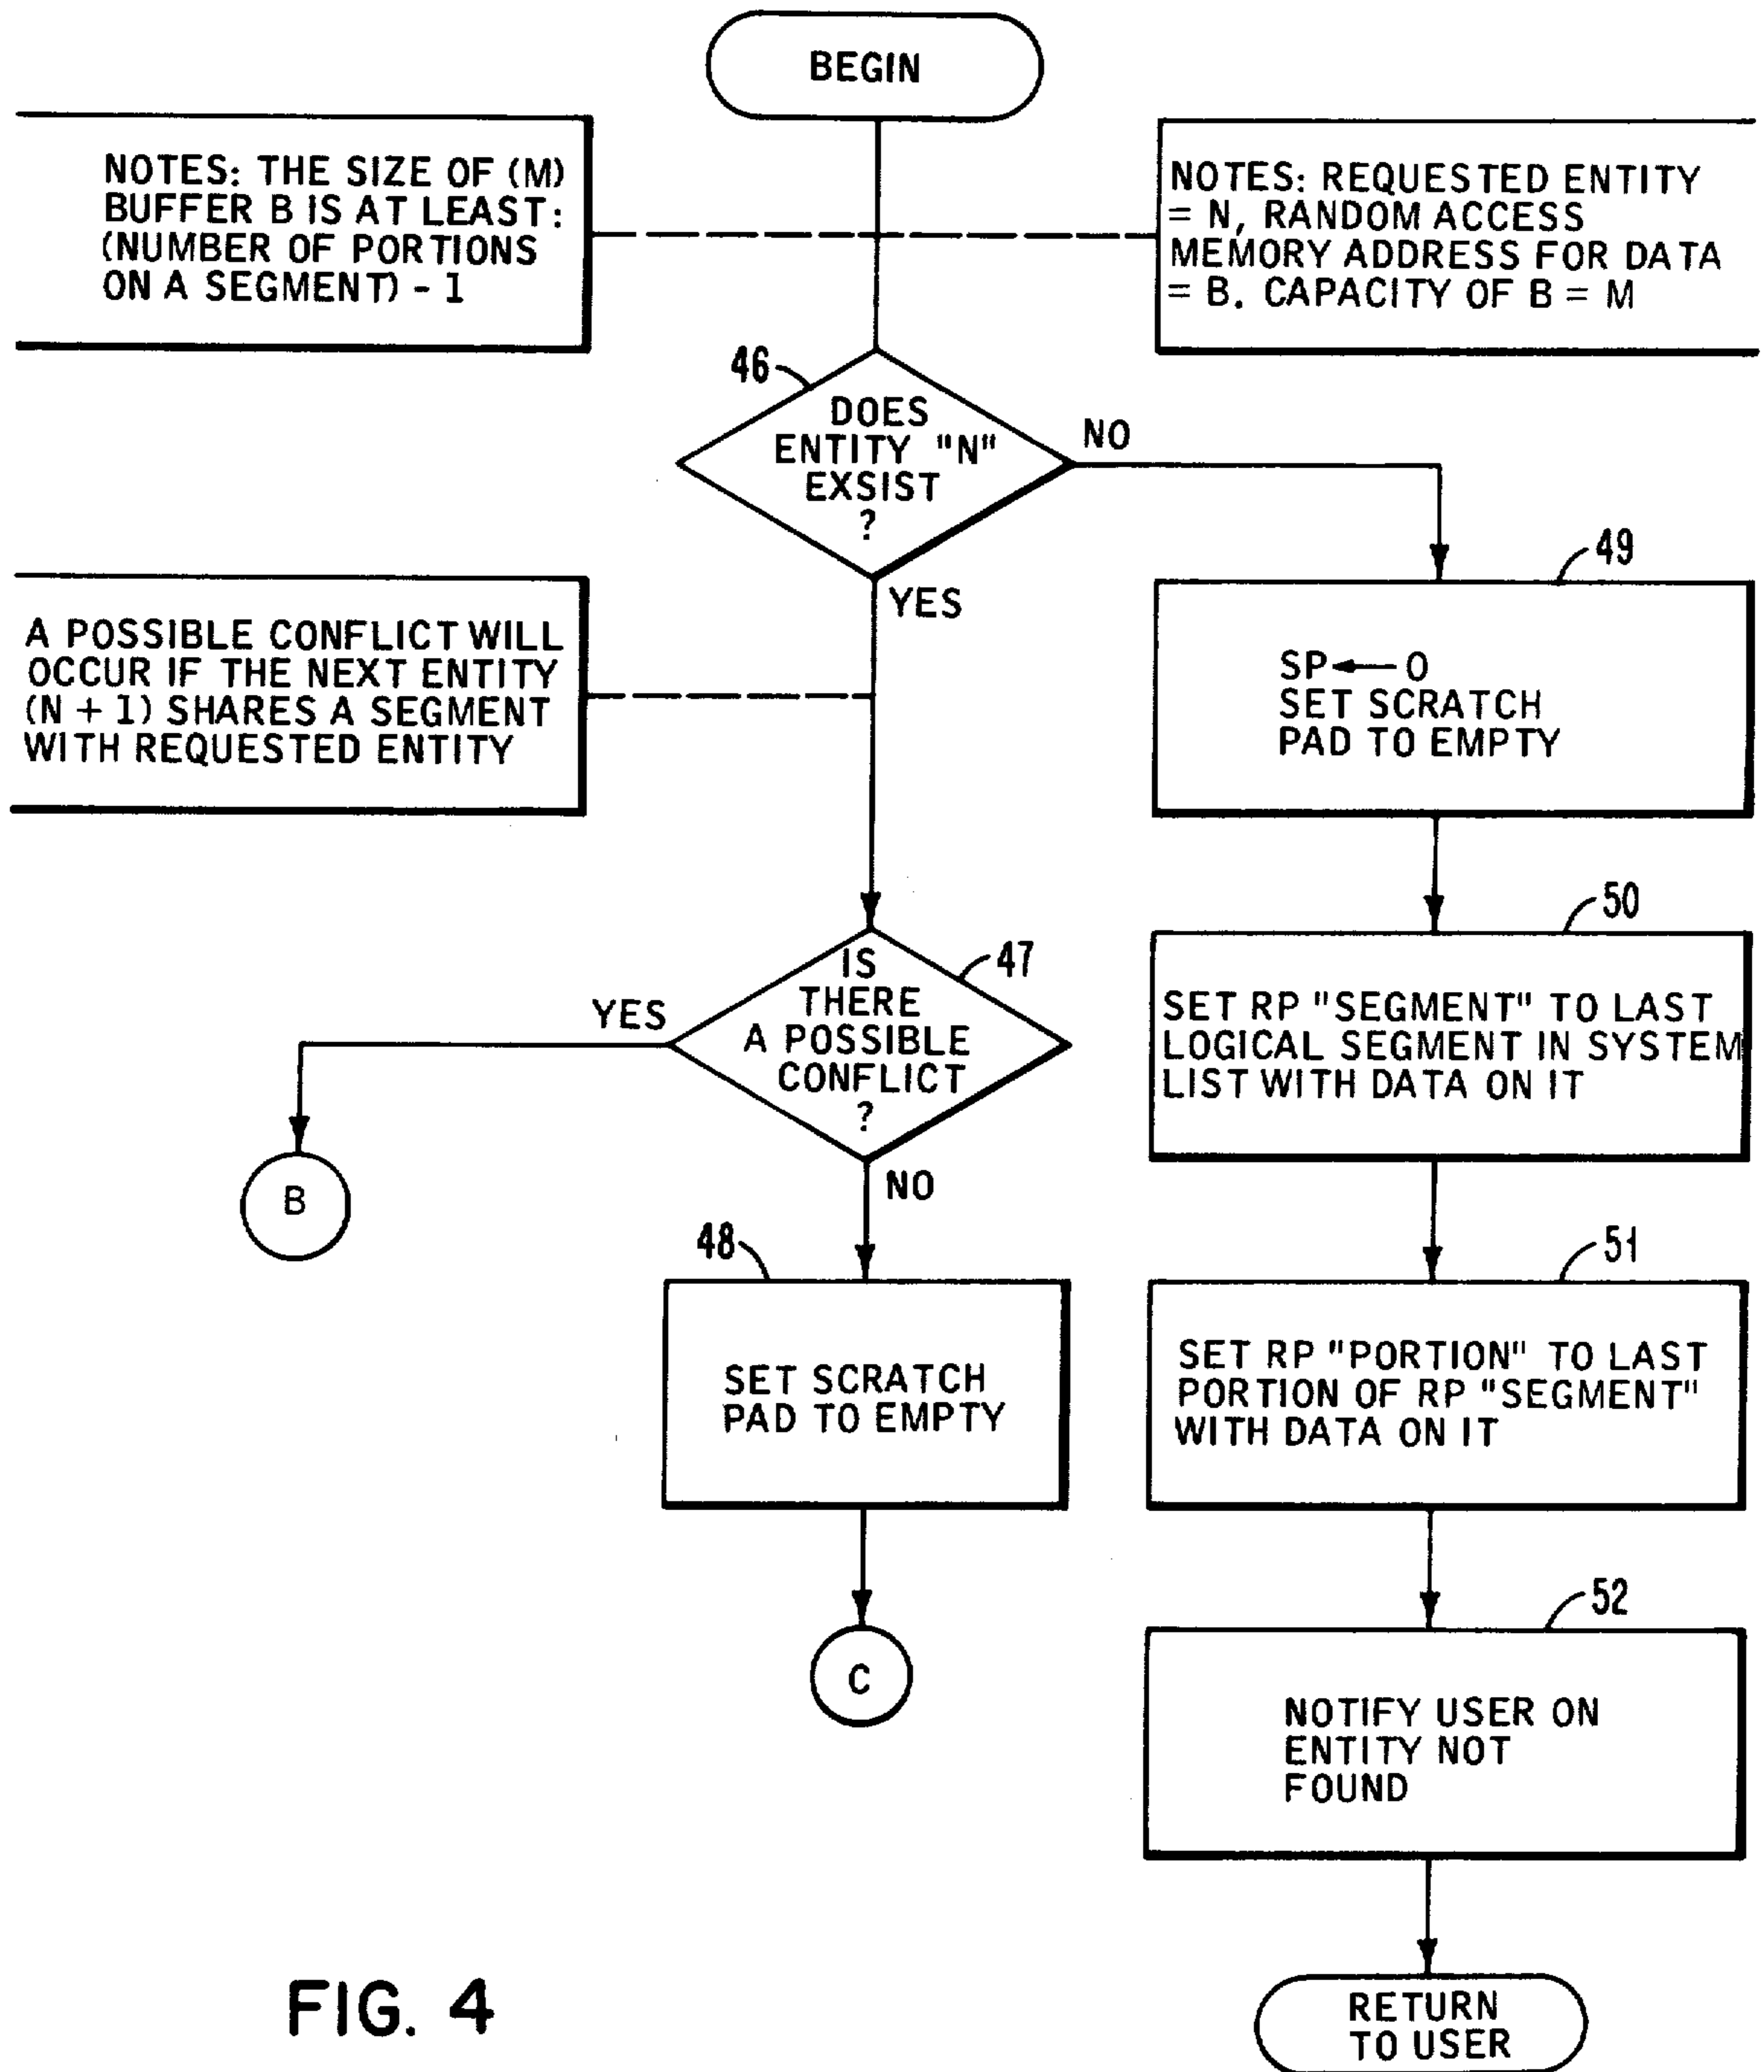 BEGIN
NOTES: THE SIZE OF (M)
BUFFER B IS AT LEAST:
(NUMBER OF PORTIONS
ON A SEGMENT) - 1
NOTES: REQUESTED ENTITY
= N, RANDOM ACCESS
MEMORY ADDRESS FOR DATA
= B. CAPACITY OF B = M
46
DOES
ENTITY "N"
EXSIST
?
NO
YES
49
SP ← 0
SET SCRATCH
PAD TO EMPTY
A POSSIBLE CONFLICT WILL
OCCUR IF THE NEXT ENTITY
(N + 1) SHARES A SEGMENT
WITH REQUESTED ENTITY
47
IS
THERE
A POSSIBLE
CONFLICT
?
YES
NO
B
50
SET RP "SEGMENT" TO LAST
LOGICAL SEGMENT IN SYSTEM
LIST WITH DATA ON IT
48
SET SCRATCH
PAD TO EMPTY
C
51
SET RP "PORTION" TO LAST
PORTION OF RP "SEGMENT"
WITH DATA ON IT
52
NOTIFY USER ON
ENTITY NOT
FOUND
RETURN
TO USER
FIG. 4